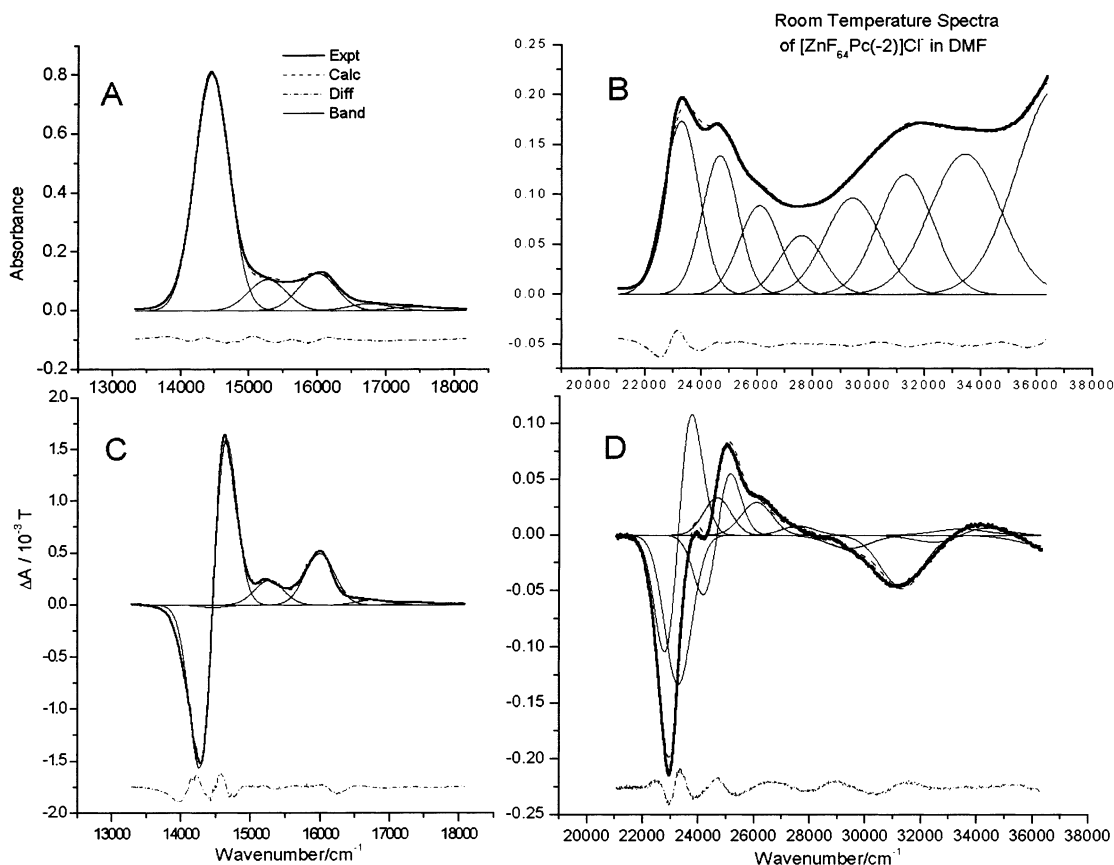 Room Temperature Spectra
of [ZnF64Pc(-2)]Cl- in DMF
A
Expt
Calc
Diff
Band
B
Absorbance
0.8
0.6
0.4
0.2
0.0
-0.2
13000 14000 15000 16000 17000 18000
0.25
0.20
0.15
0.10
0.05
0.00
-0.05
20000 22000 24000 26000 28000 30000 32000 34000 36000 38000
C
ΔA / 10-3 T
2.0
1.5
1.0
0.5
0.0
-0.5
-1.0
-1.5
-2.0
13000 14000 15000 16000 17000 18000
Wavenumber/cm-1
D
0.10
0.05
0.00
-0.05
-0.10
-0.15
-0.20
-0.25
20000 22000 24000 26000 28000 30000 32000 34000 36000 38000
Wavenumber/cm-1